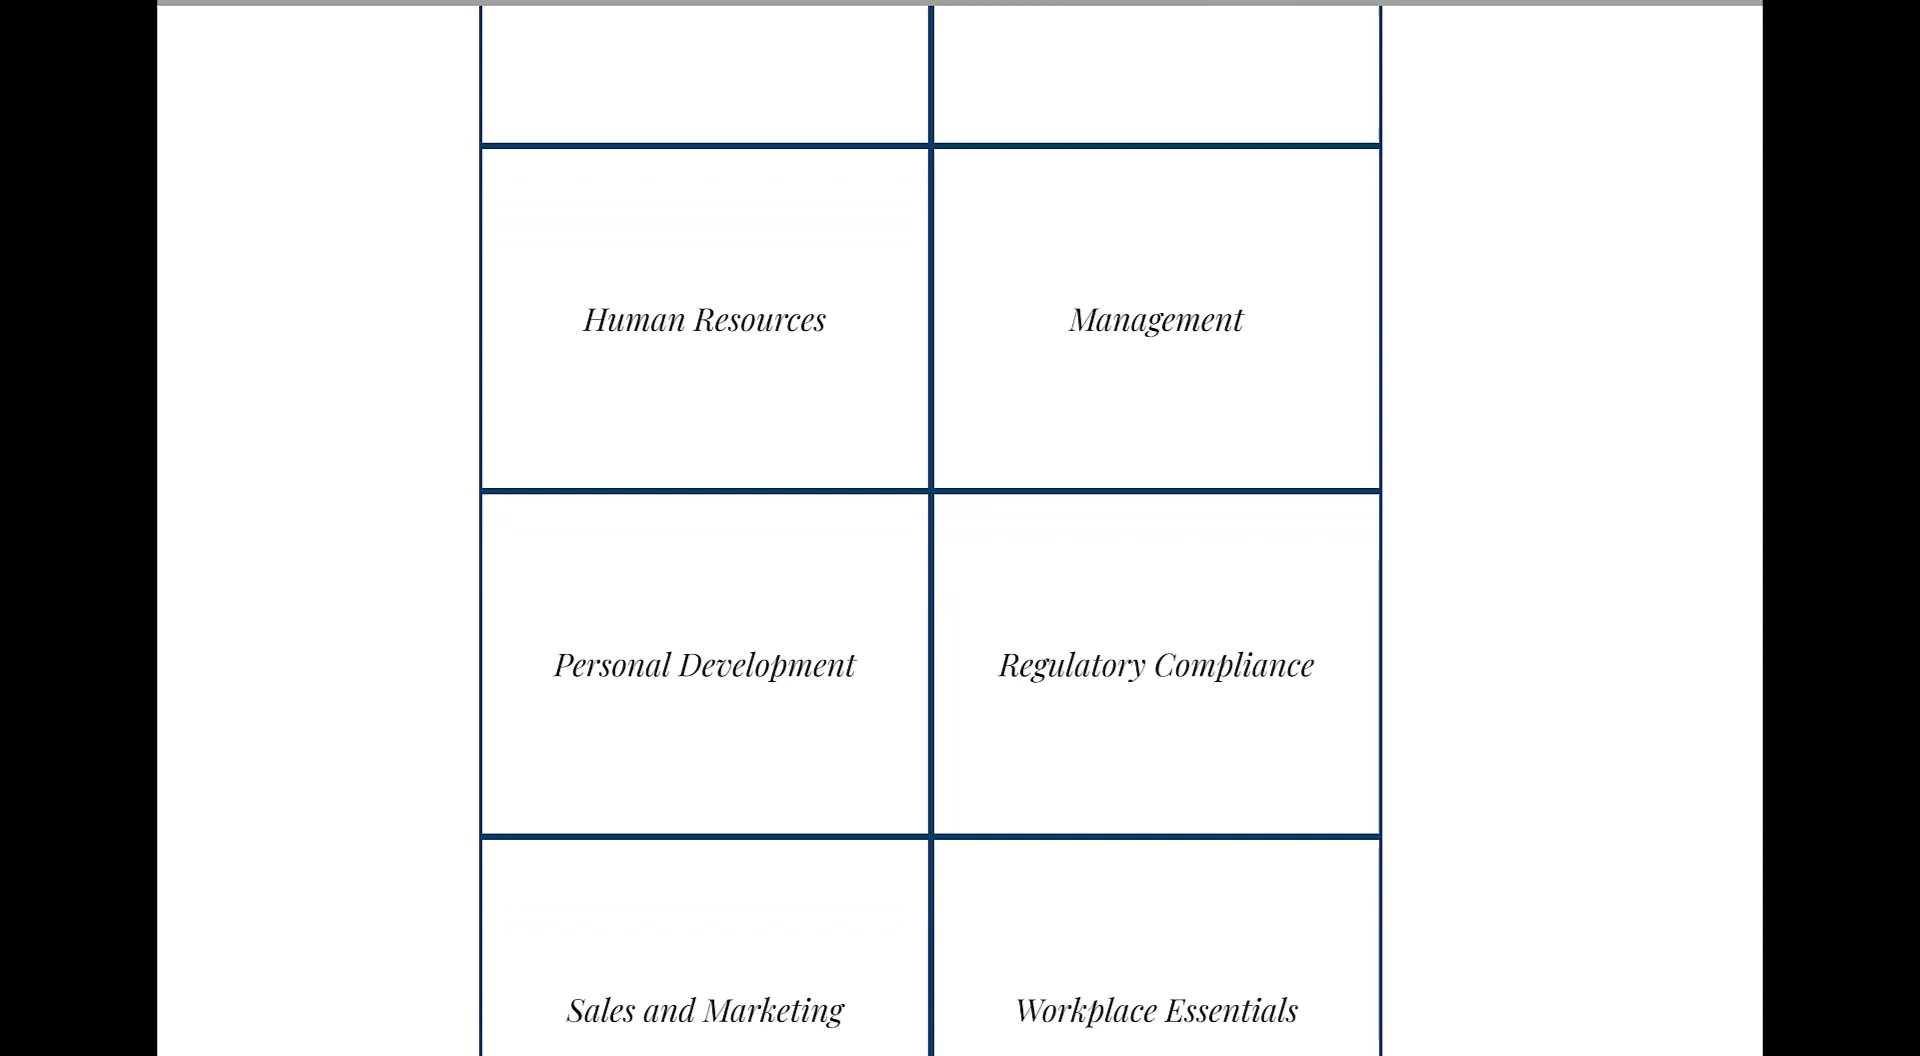 Human Resources
Management
Personal Development
Regulatory Compliance
Sales and Marketing
Workplace Essentials